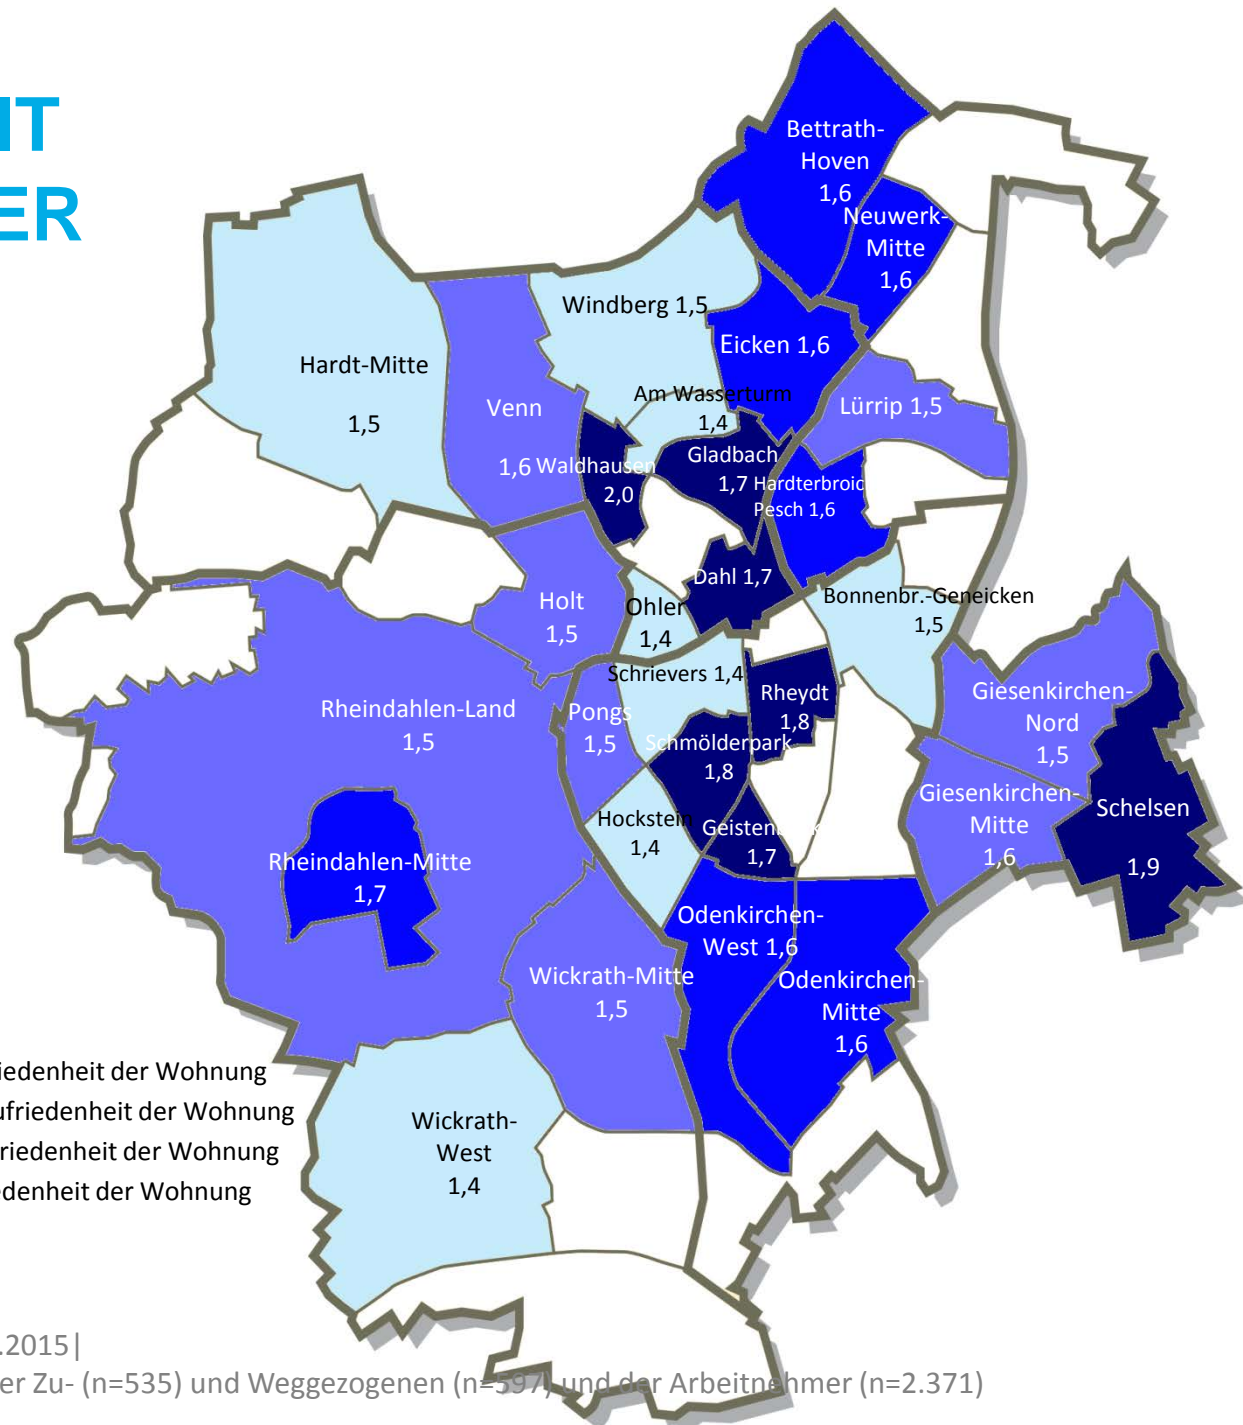 IT
ER
Bettrath-
Hoven
1,6
Neuwerk-
Mitte
1,6
Windberg 1,5
Eicken 1,6
Hardt-Mitte
1,5
Venn
1,6
Am Wasserturm
1,4
Lürrip 1,5
Waldhausen
2,0
Gladbach
1,7
Hardterbroic
Pesch 1,6
Dahl 1,7
Holt
1,5
Ohler
1,4
Bonnenbr.-Geneicken
1,5
Schrievers 1,4
Rheydt
1,8
Giesenkirchen-
Nord
1,5
Rheindahlen-Land
1,5
Pongs
1,5
Schmölderpark
1,8
Giesenkirchen-
Mitte
1,6
Schelsen
1,9
Hockstein
1,4
1,7
Rheindahlen-Mitte
1,7
Odenkirchen-
West 1,6
Wickrath-Mitte
1,5
Odenkirchen-
Mitte
1,6
iedenheit der Wohnung
ufriedenheit der Wohnung
riedenheit der Wohnung
edenheit der Wohnung
Wickrath-
West
1,4
.2015|
er Zu- (n=535) und Weggezogenen (n=597) und der Arbeitnehmer (n=2.371)